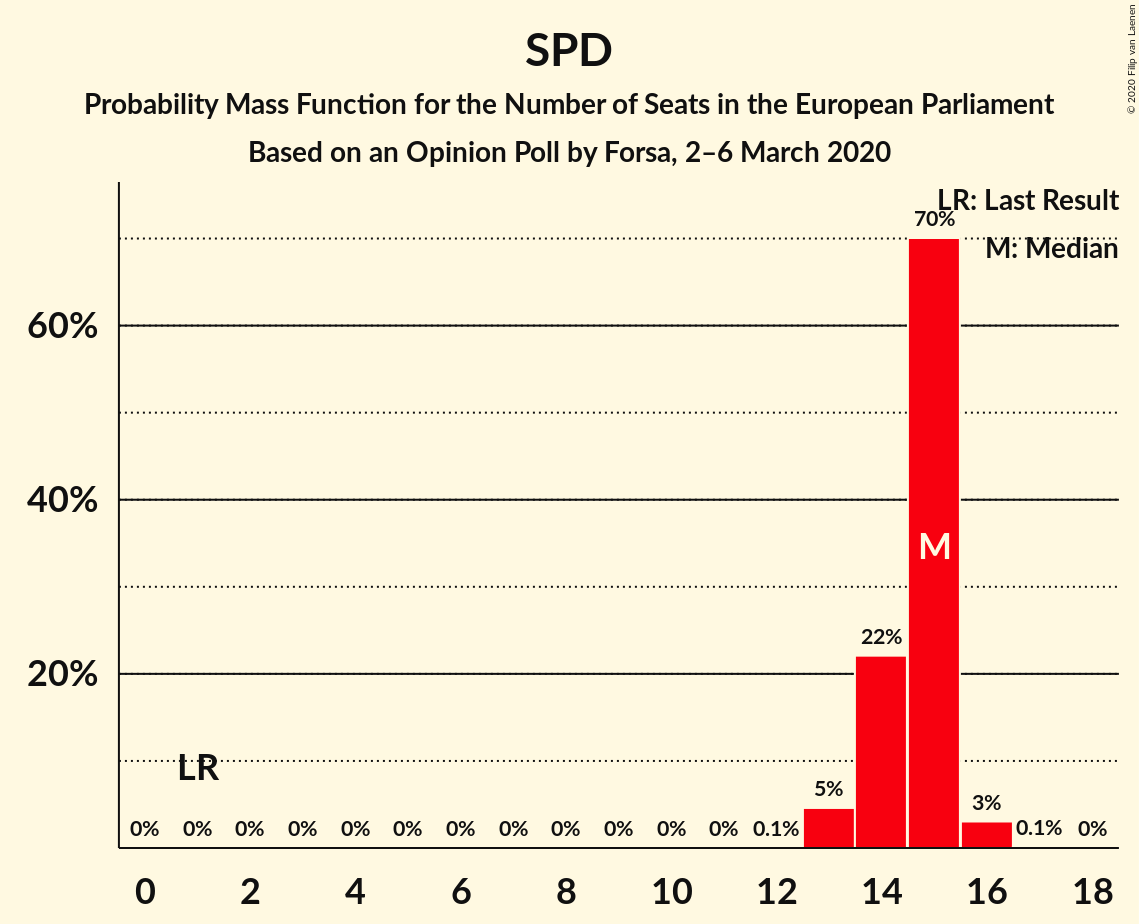 SPD
Probability Mass Function for the Number of Seats in the European Parliament
Based on an Opinion Poll by Forsa, 2–6 March 2020
© 2020 Filip van Laenen
LR: Last Result
M: Median
70%
60%
40%
20%
M
22%
LR
5%
3%
0% 0% 0% 0% 0% 0% 0% 0% 0% 0% 0% 0% 0.1% 0.1% 0%
0 2 4 6 8 10 12 14 16 18